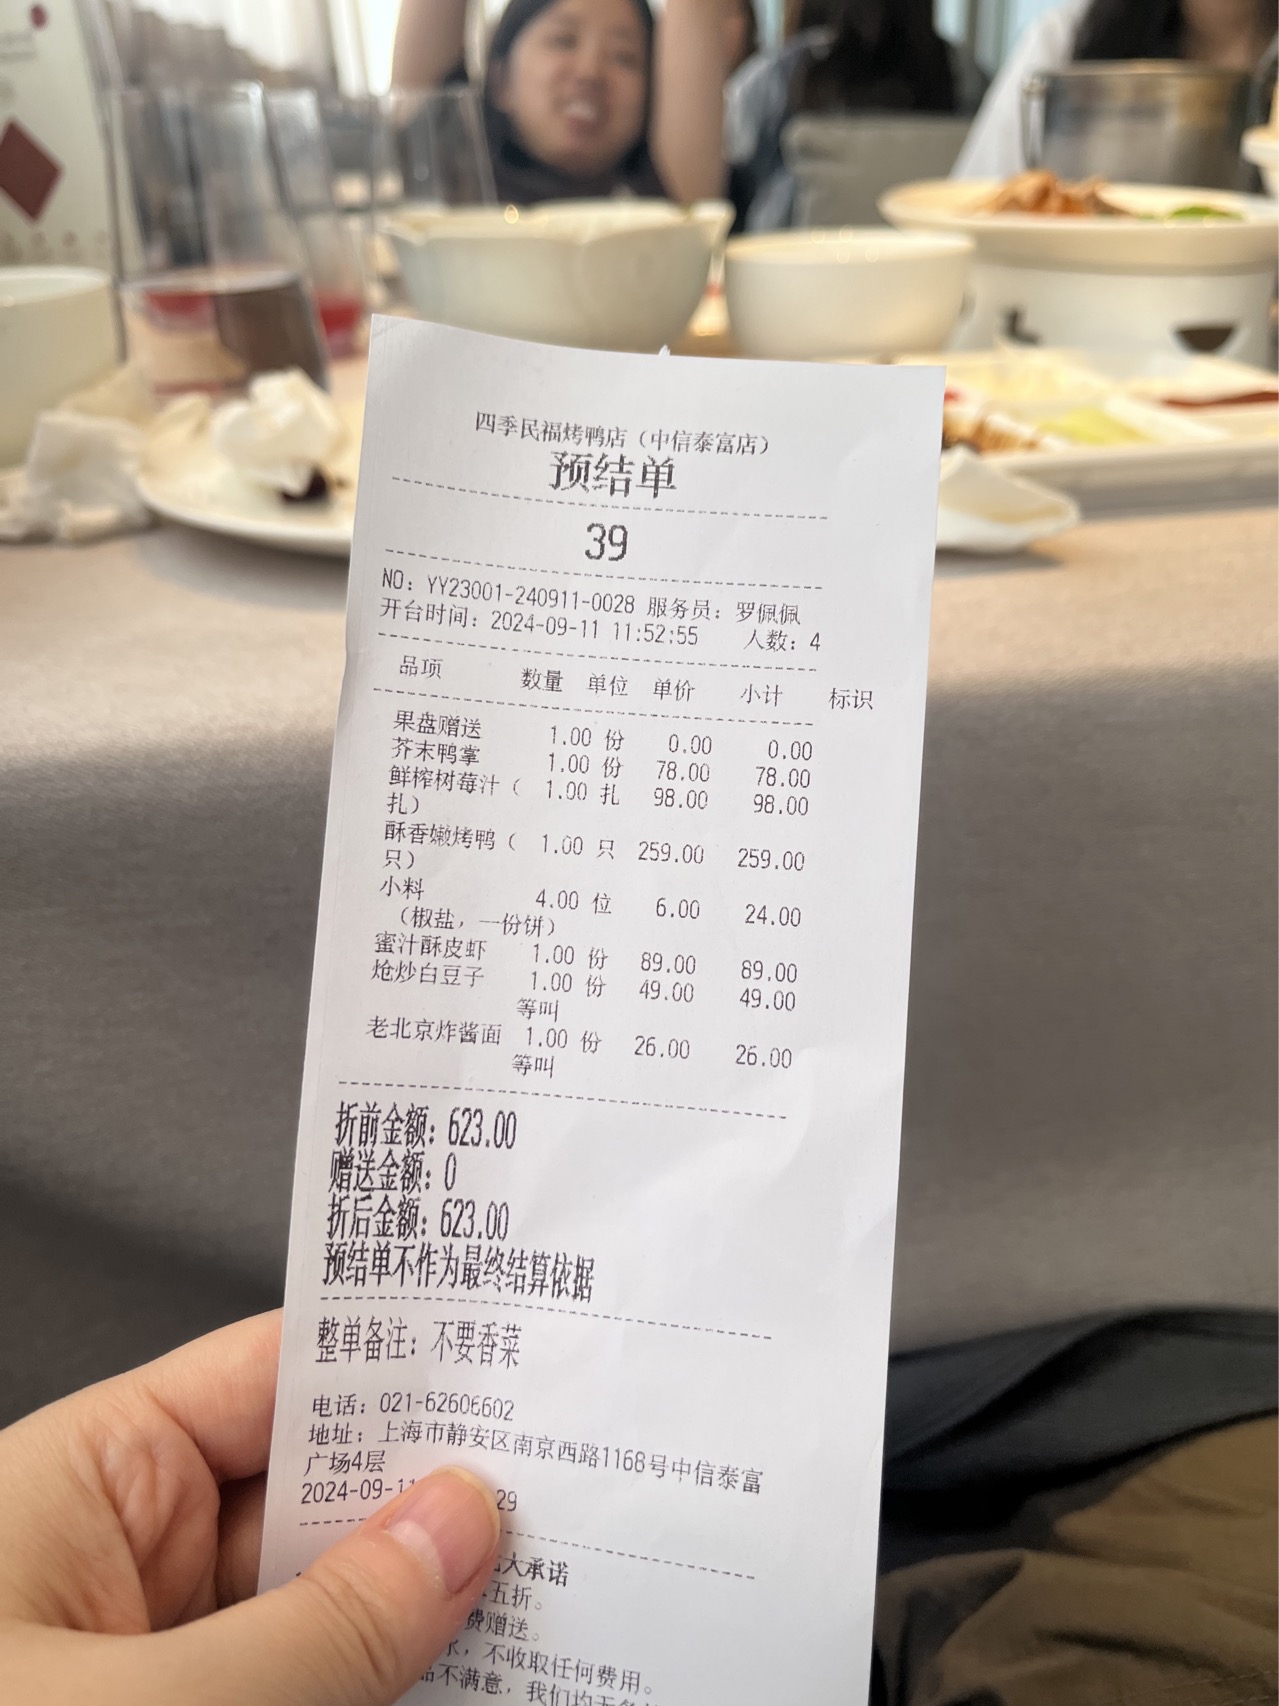 四季民福烤鸭店（中信泰富店）
预结单
39
NO: YY23001-240911-0028 服务员: 罗佩佩
开台时间: 2024-09-11 11:52:55 人数: 4
品项 数量 单位 单价 小计 标识
果盘赠送 1.00 份 0.00 0.00
芥末鸭掌 1.00 份 78.00 78.00
鲜榨树莓汁（ 1.00 扎 98.00 98.00
扎）
酥香嫩烤鸭（ 1.00 只 259.00 259.00
只）
小料 4.00 位 6.00 24.00
（椒盐，一份饼）
蜜汁酥皮虾 1.00 份 89.00 89.00
炝炒白豆子 1.00 份 49.00 49.00
等叫
老北京炸酱面 1.00 份 26.00 26.00
等叫
折前金额: 623.00
赠送金额: 0
折后金额: 623.00
预结单不作为最终结算依据
整单备注: 不要香菜
电话: 021-62606602
地址: 上海市静安区南京西路1168号中信泰富
广场4层
2024-09-11 29
大承诺
五折。
费赠送。
，不收取任何费用。
品不满意，我们均无条